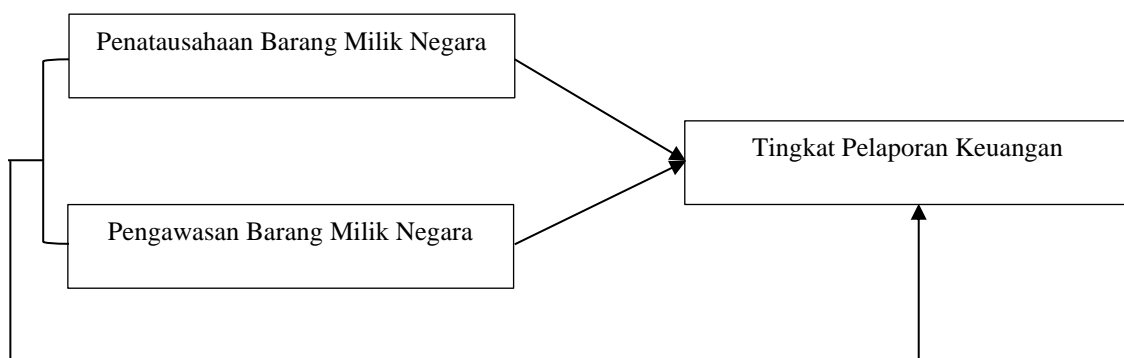 Penatausahaan Barang Milik Negara
Tingkat Pelaporan Keuangan
Pengawasan Barang Milik Negara